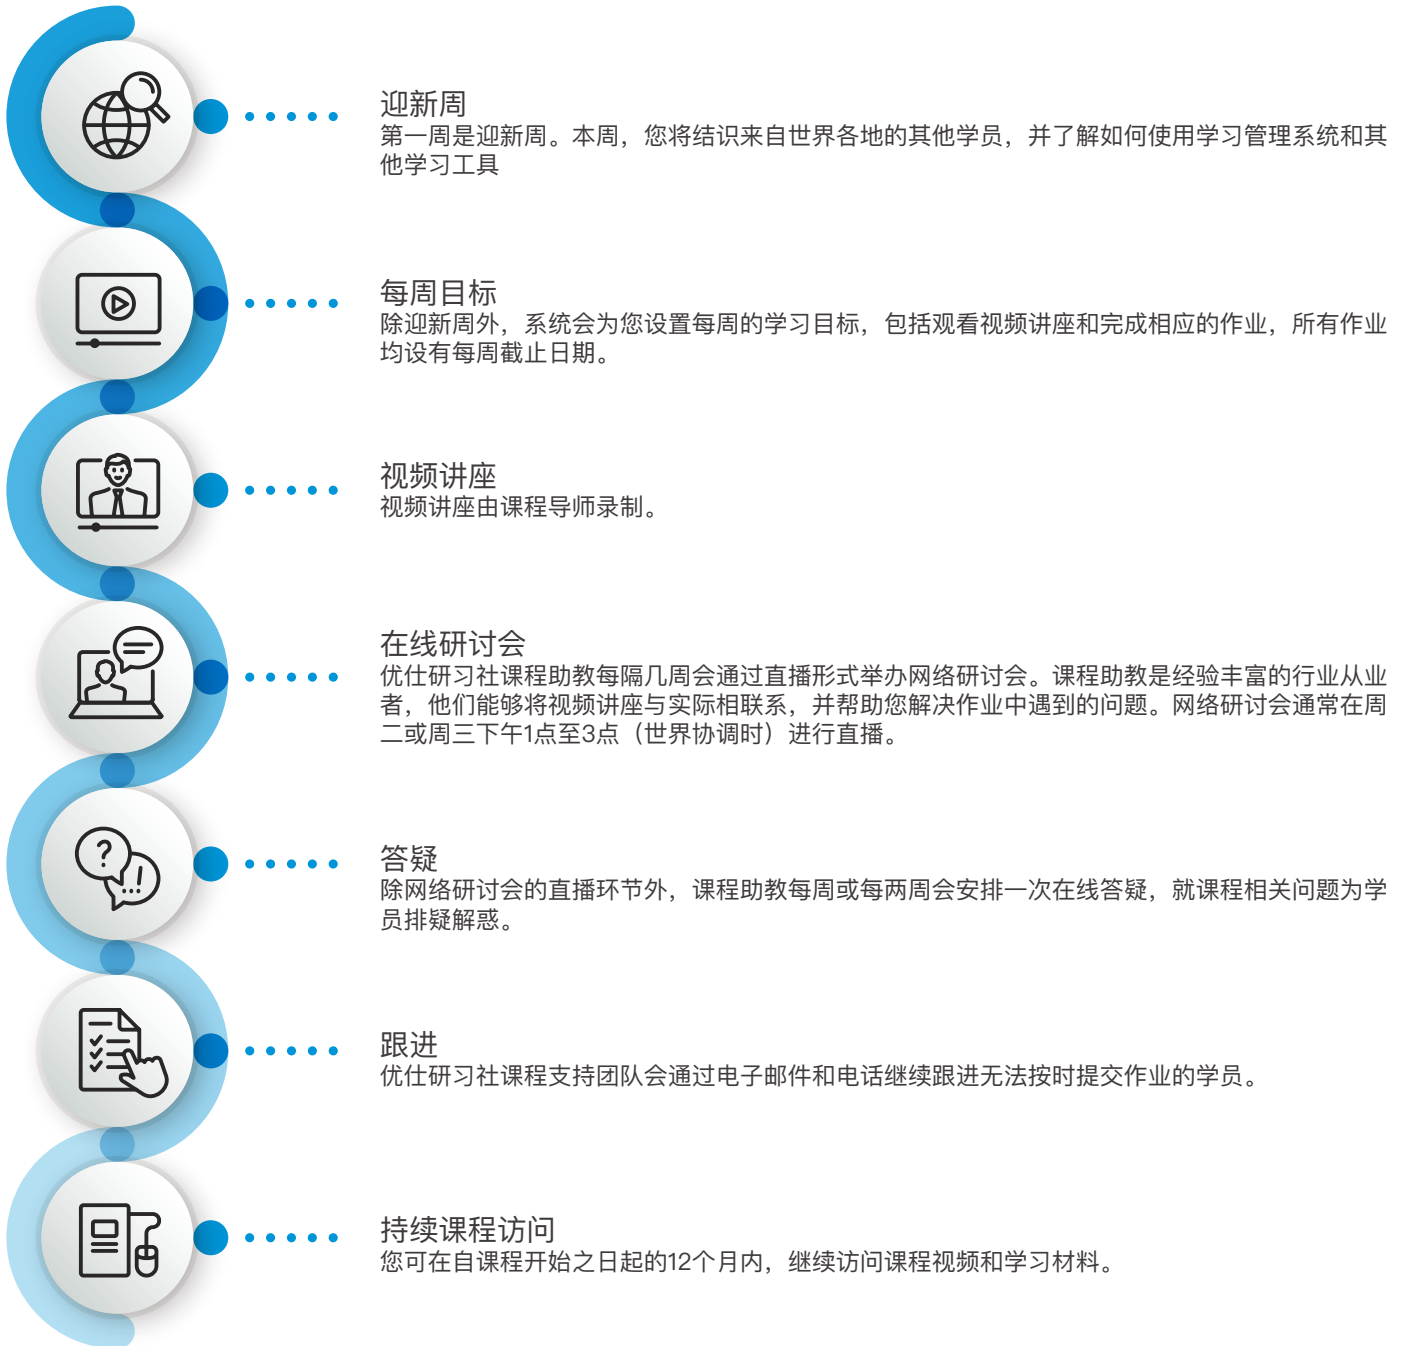 迎新周
第一周是迎新周。本周，您将结识来自世界各地的其他学员，并了解如何使用学习管理系统和其
他学习工具
每周目标
除迎新周外，系统会为您设置每周的学习目标，包括观看视频讲座和完成相应的作业，所有作业
均设有每周截止日期。
视频讲座
视频讲座由课程导师录制。
在线研讨会
优仕研习社课程助教每隔几周会通过直播形式举办网络研讨会。课程助教是经验丰富的行业从业
者，他们能够将视频讲座与实际相联系，并帮助您解决作业中遇到的问题。网络研讨会通常在周
二或周三下午1点至3点（世界协调时）进行直播。
答疑
除网络研讨会的直播环节外，课程助教每周或每两周会安排一次在线答疑，就课程相关问题为学
员排疑解惑。
跟进
优仕研习社课程支持团队会通过电子邮件和电话继续跟进无法按时提交作业的学员。
持续课程访问
您可在自课程开始之日起的12个月内，继续访问课程视频和学习材料。